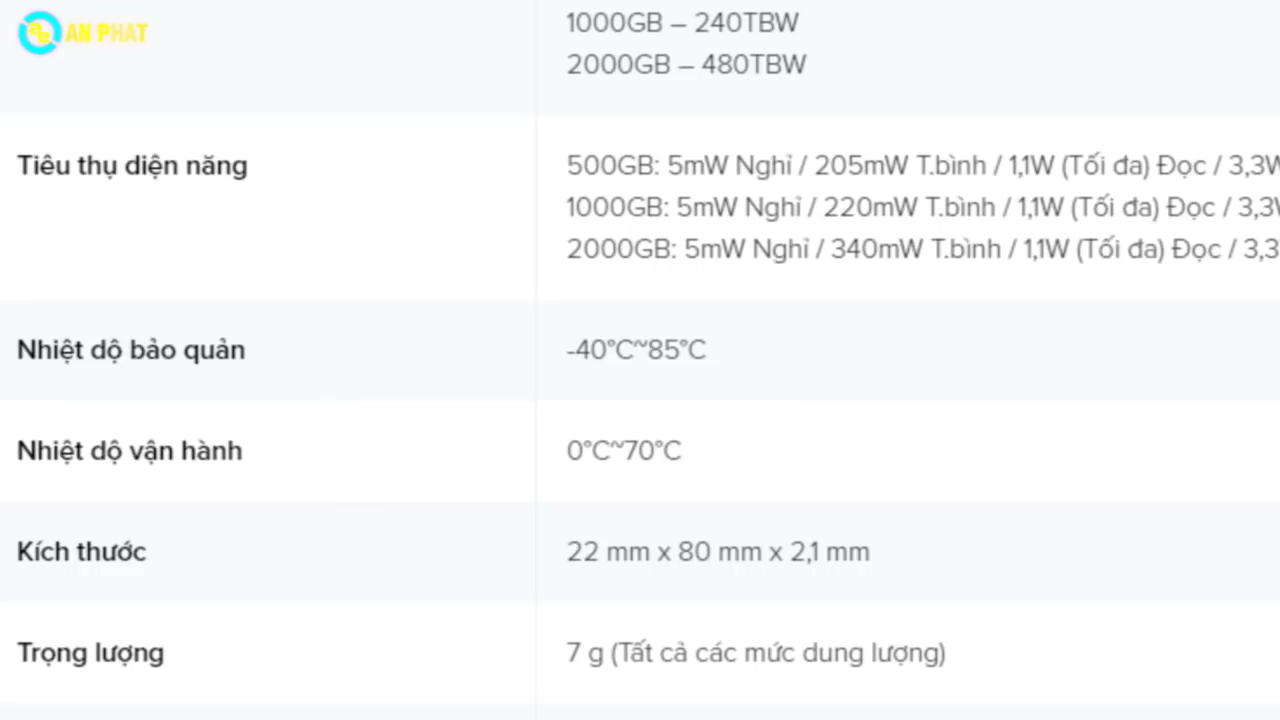 AN PHAT
1000GB – 240TBW
2000GB – 480TBW
Tiêu thụ diện năng
500GB: 5mW Nghỉ / 205mW T.bình / 1,1W (Tối đa) Đọc / 3,3W
1000GB: 5mW Nghỉ / 220mW T.bình / 1,1W (Tối đa) Đọc / 3,3W
2000GB: 5mW Nghỉ / 340mW T.bình / 1,1W (Tối đa) Đọc / 3,3
Nhiệt dộ bảo quản
-40°C~85°C
Nhiệt dộ vận hành
0°C~70°C
Kích thước
22 mm x 80 mm x 2,1 mm
Trọng lượng
7 g (Tất cả các mức dung lượng)